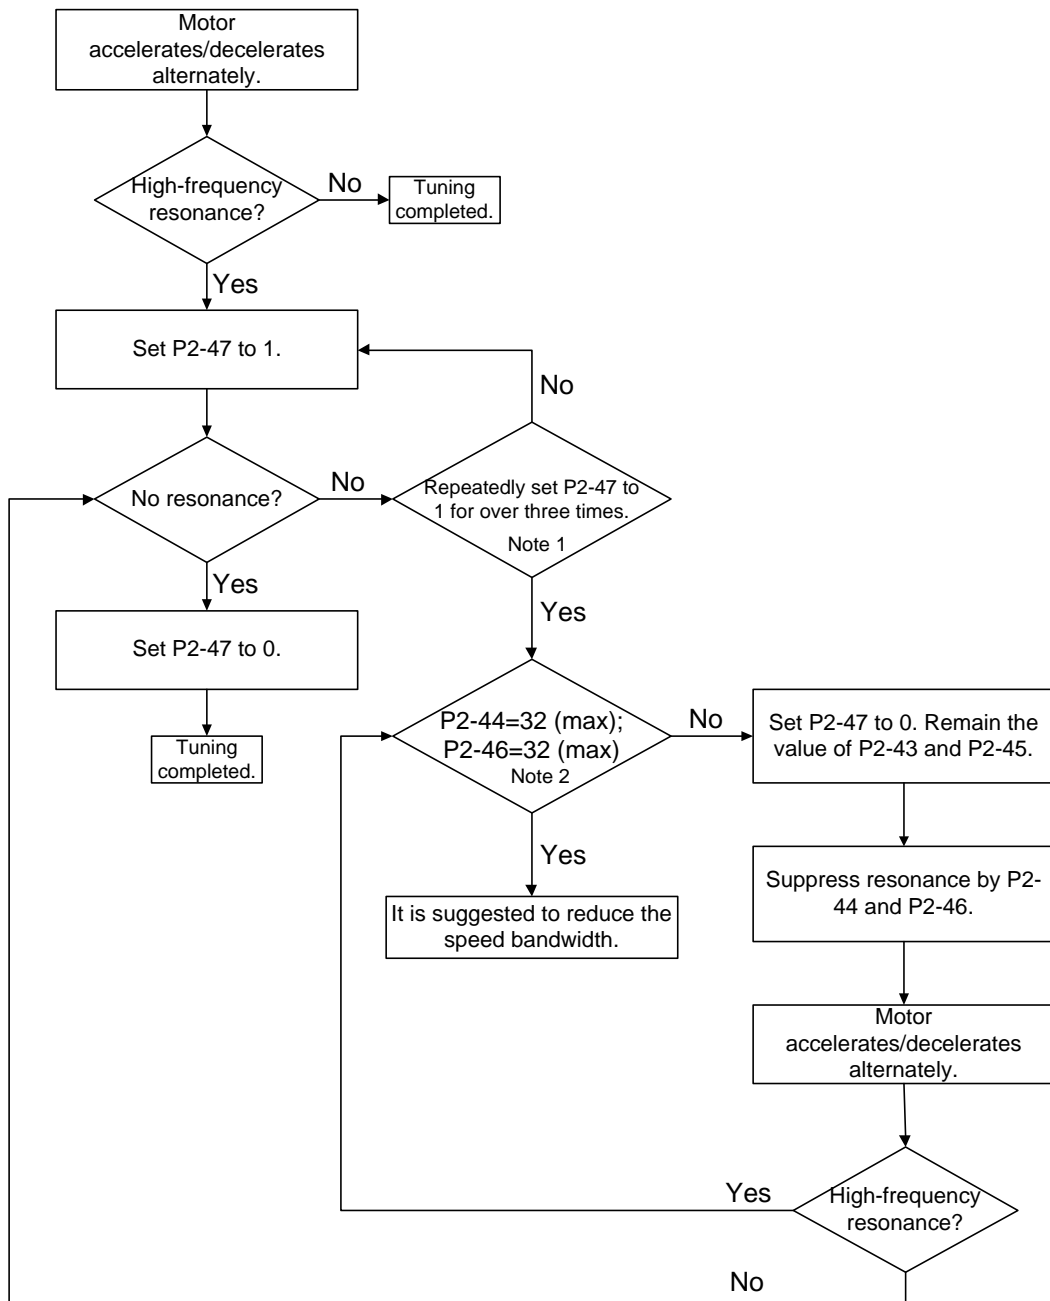 Motor
accelerates/decelerates
alternately.
High-frequency
resonance?
No
Tuning
completed.
Yes
Set P2-47 to 1.
No
No resonance?
No
Repeatedly set P2-47 to
1 for over three times.
Note 1
Yes
Yes
Set P2-47 to 0.
Tuning
completed.
P2-44=32 (max);
P2-46=32 (max)
Note 2
No
Set P2-47 to 0. Remain the
value of P2-43 and P2-45.
Yes
It is suggested to reduce the
speed bandwidth.
Suppress resonance by P2-
44 and P2-46.
Motor
accelerates/decelerates
alternately.
Yes
High-frequency
resonance?
No